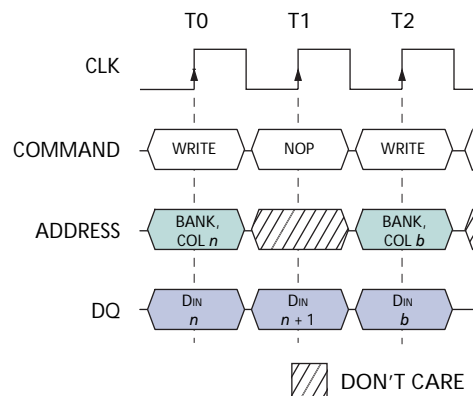 T0 T1 T2
CLK
COMMAND WRITE NOP WRITE
ADDRESS BANK, COL n BANK, COL b
DQ DIN n DIN n + 1 DIN b
DON'T CARE